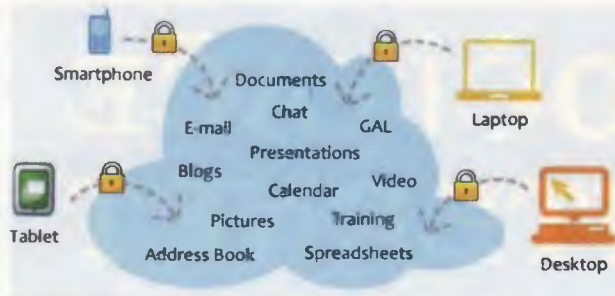 Smartphone
Documents
Chat
E-mail
GAL
Laptop
Presentations
Blogs
Calendar
Video
Tablet
Pictures
Training
Address Book
Spreadsheets
Desktop